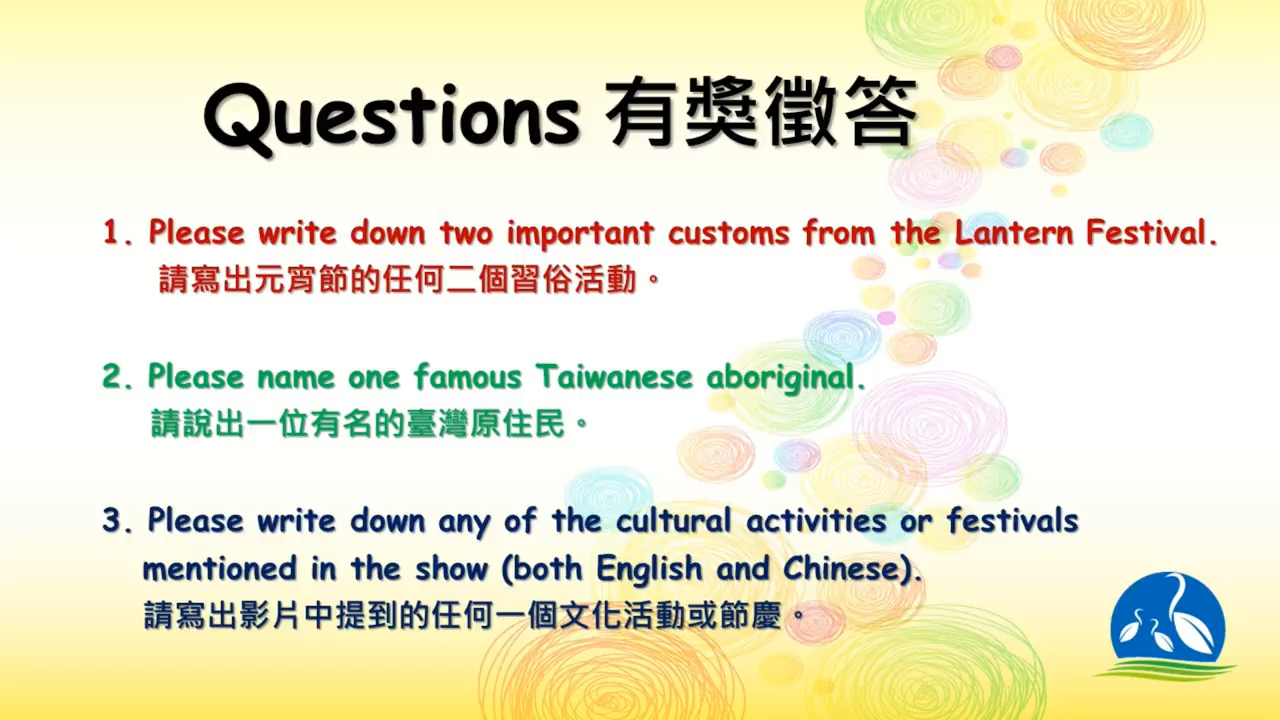 Questions 有獎徵答
1. Please write down two important customs from the Lantern Festival.
請寫出元宵節的任何二個習俗活動。
2. Please name one famous Taiwanese aboriginal.
請說出一位有名的臺灣原住民。
3. Please write down any of the cultural activities or festivals
mentioned in the show (both English and Chinese).
請寫出影片中提到的任何一個文化活動或節慶。